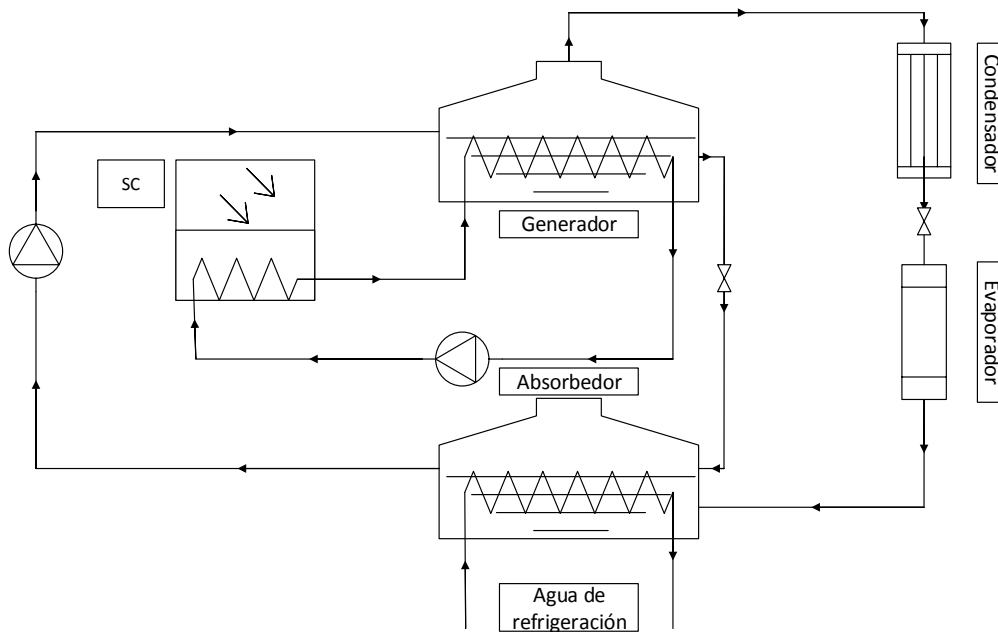 SC
Generador
Condensador
Evaporador
Absorbedor
Agua de
refrigeración